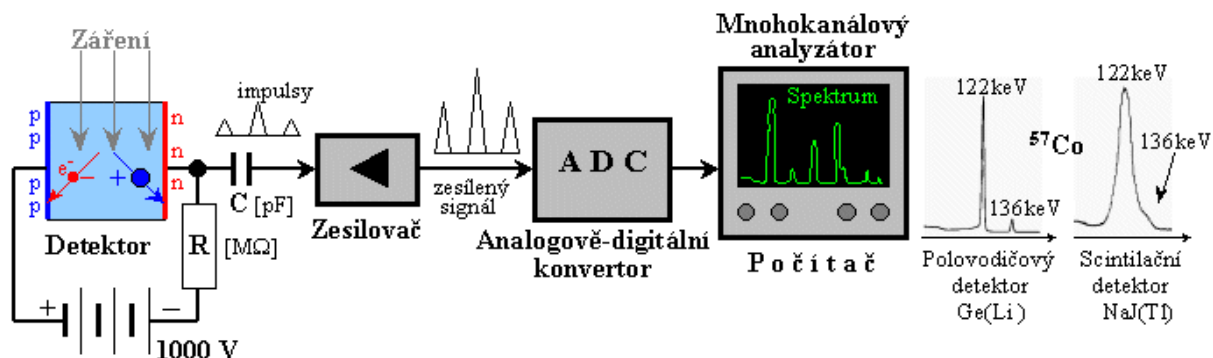 Záření
p
p
p
p
n
n
n
e-
−
+
Detektor
+
−
1000 V
R
[MΩ]
impulsy
C [pF]
Zesilovač
zesílený
signál
A D C
Analogově-digitální
konvertor
Mnohokanálový
analyzátor
Spektrum
P o č í t a č
122keV
136keV
Polovodičový
detektor
Ge(Li)
57Co
122keV
136keV
Scintilační
detektor
NaJ(Tl)